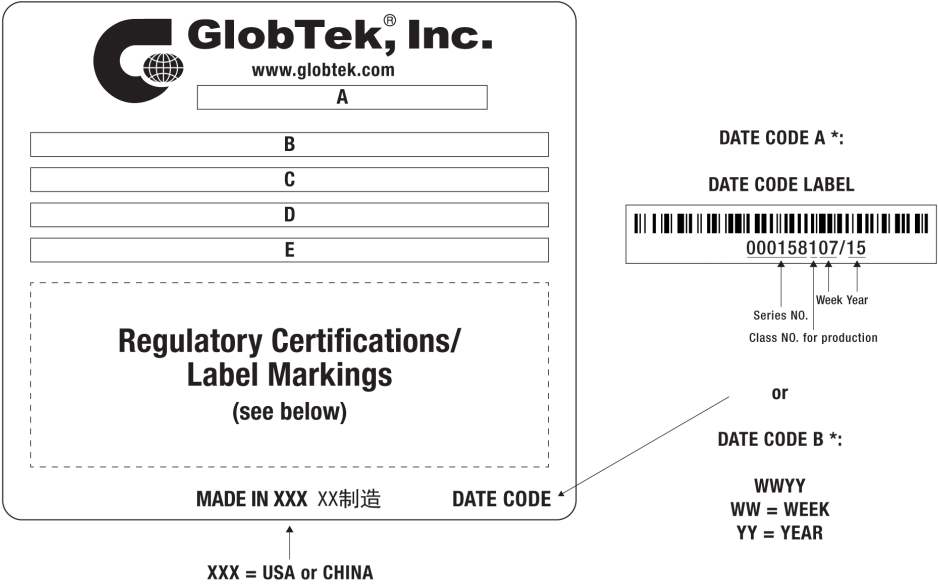 GlobTek,® Inc.
www.globtek.com
A
B
C
D
E
Regulatory Certifications/
Label Markings
(see below)
MADE IN XXX XX制造
DATE CODE
XXX = USA or CHINA
DATE CODE A *:
DATE CODE LABEL
000158107/15
Week Year
Series NO.
Class NO. for production
or
DATE CODE B *:
WWYY
WW = WEEK
YY = YEAR